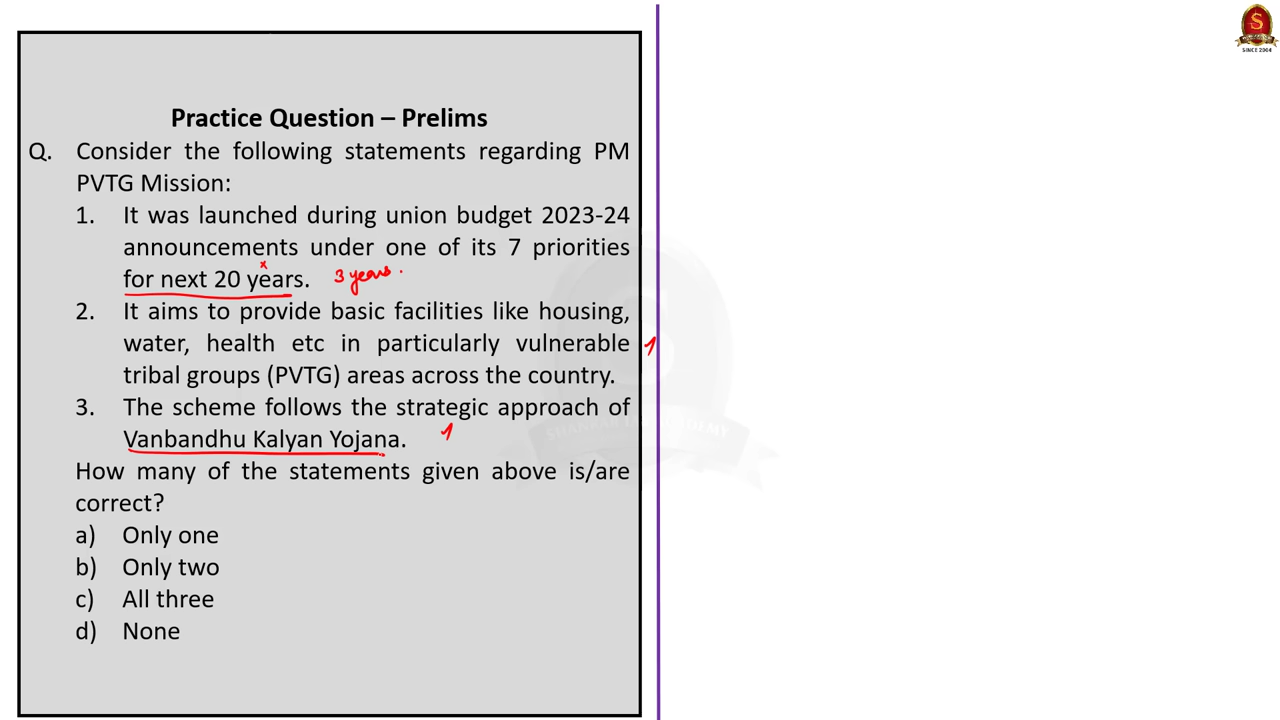 Practice Question – Prelims
Q. Consider the following statements regarding PM
PVTG Mission:
1. It was launched during union budget 2023-24
announcements under one of its 7 priorities
for next 20 years. 3 years.
2. It aims to provide basic facilities like housing,
water, health etc in particularly vulnerable
tribal groups (PVTG) areas across the country.
3. The scheme follows the strategic approach of
Vanbandhu Kalyan Yojana.
How many of the statements given above is/are
correct?
a) Only one
b) Only two
c) All three
d) None
S
SINCE 2004